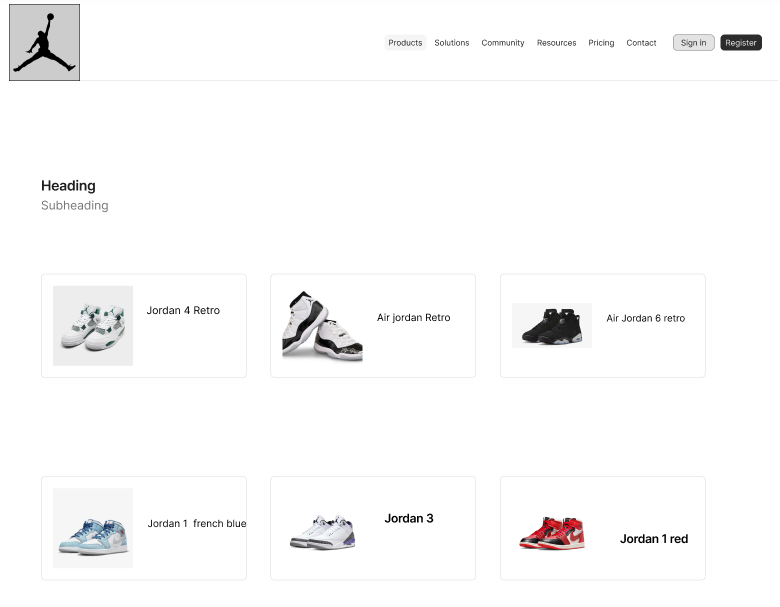 Products Solutions Community Resources Pricing Contact Sign in Register
Heading
Subheading
Jordan 4 Retro
Air jordan Retro
Air Jordan 6 retro
Jordan 1 french blue
Jordan 3
Jordan 1 red